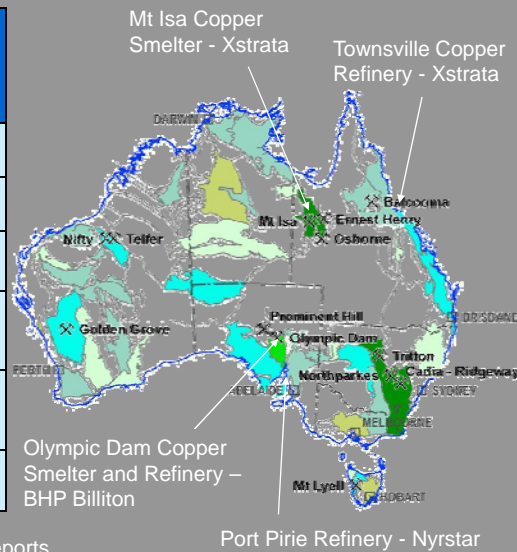 Mt Isa Copper
Smelter - Xstrata
Townsville Copper
Refinery - Xstrata
DARWIN
Balcooma
Mt Isa
Ernest Henry
Osborne
Nifty
Telfer
Prominent Hill
BRISBANE
Golden Grove
Olympic Dam
Tritton
PERTH
Northparkes
Cadia - Ridgeway
ADELAIDE
SYDNEY
MELBOURNE
Olympic Dam Copper
Smelter and Refinery –
BHP Billiton
Mt Lyell
HOBART
eports
Port Pirie Refinery - Nyrstar